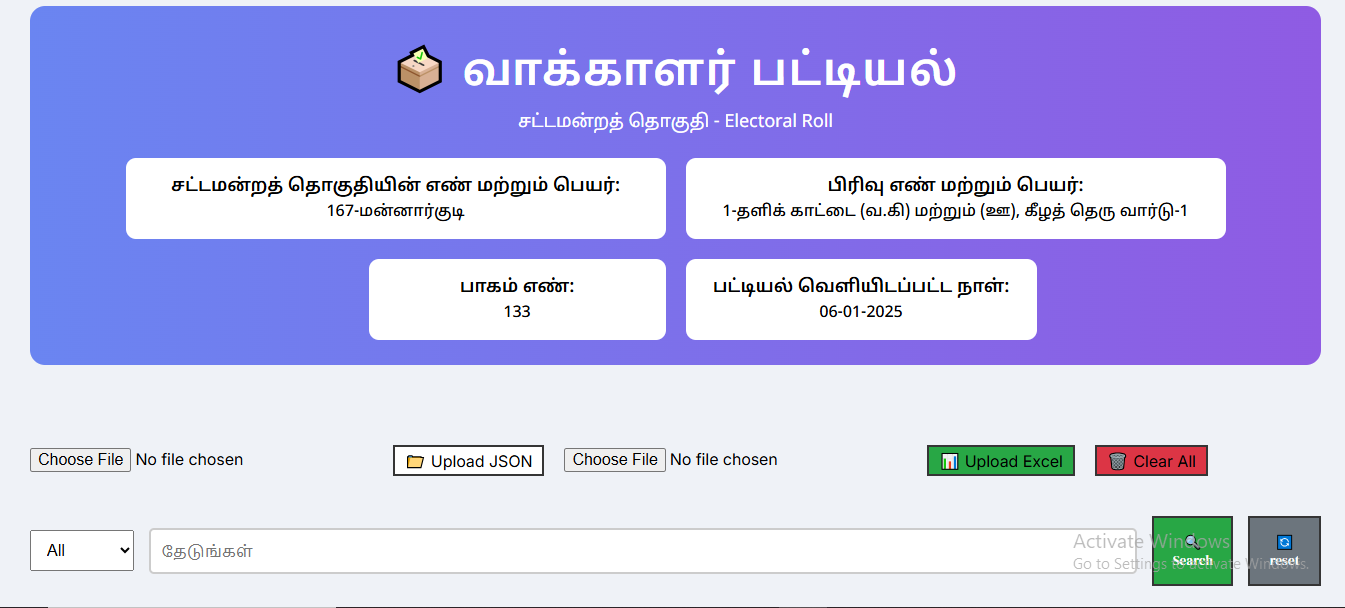 வாக்காளர் பட்டியல்
சட்டமன்றத் தொகுதி - Electoral Roll
சட்டமன்றத் தொகுதியின் எண் மற்றும் பெயர்:
167-மன்னார்குடி
பிரிவு எண் மற்றும் பெயர்:
1-தளிக் காட்டை (வ.கி) மற்றும் (ஊ), கீழத் தெரு வார்டு-1
பாகம் எண்:
133
பட்டியல் வெளியிடப்பட்ட நாள்:
06-01-2025
Choose File No file chosen
Upload JSON
Choose File No file chosen
Upload Excel
Clear All
All
தேடுங்கள்
Search
reset
Activate Windows
Go to Settings to activate Windows.